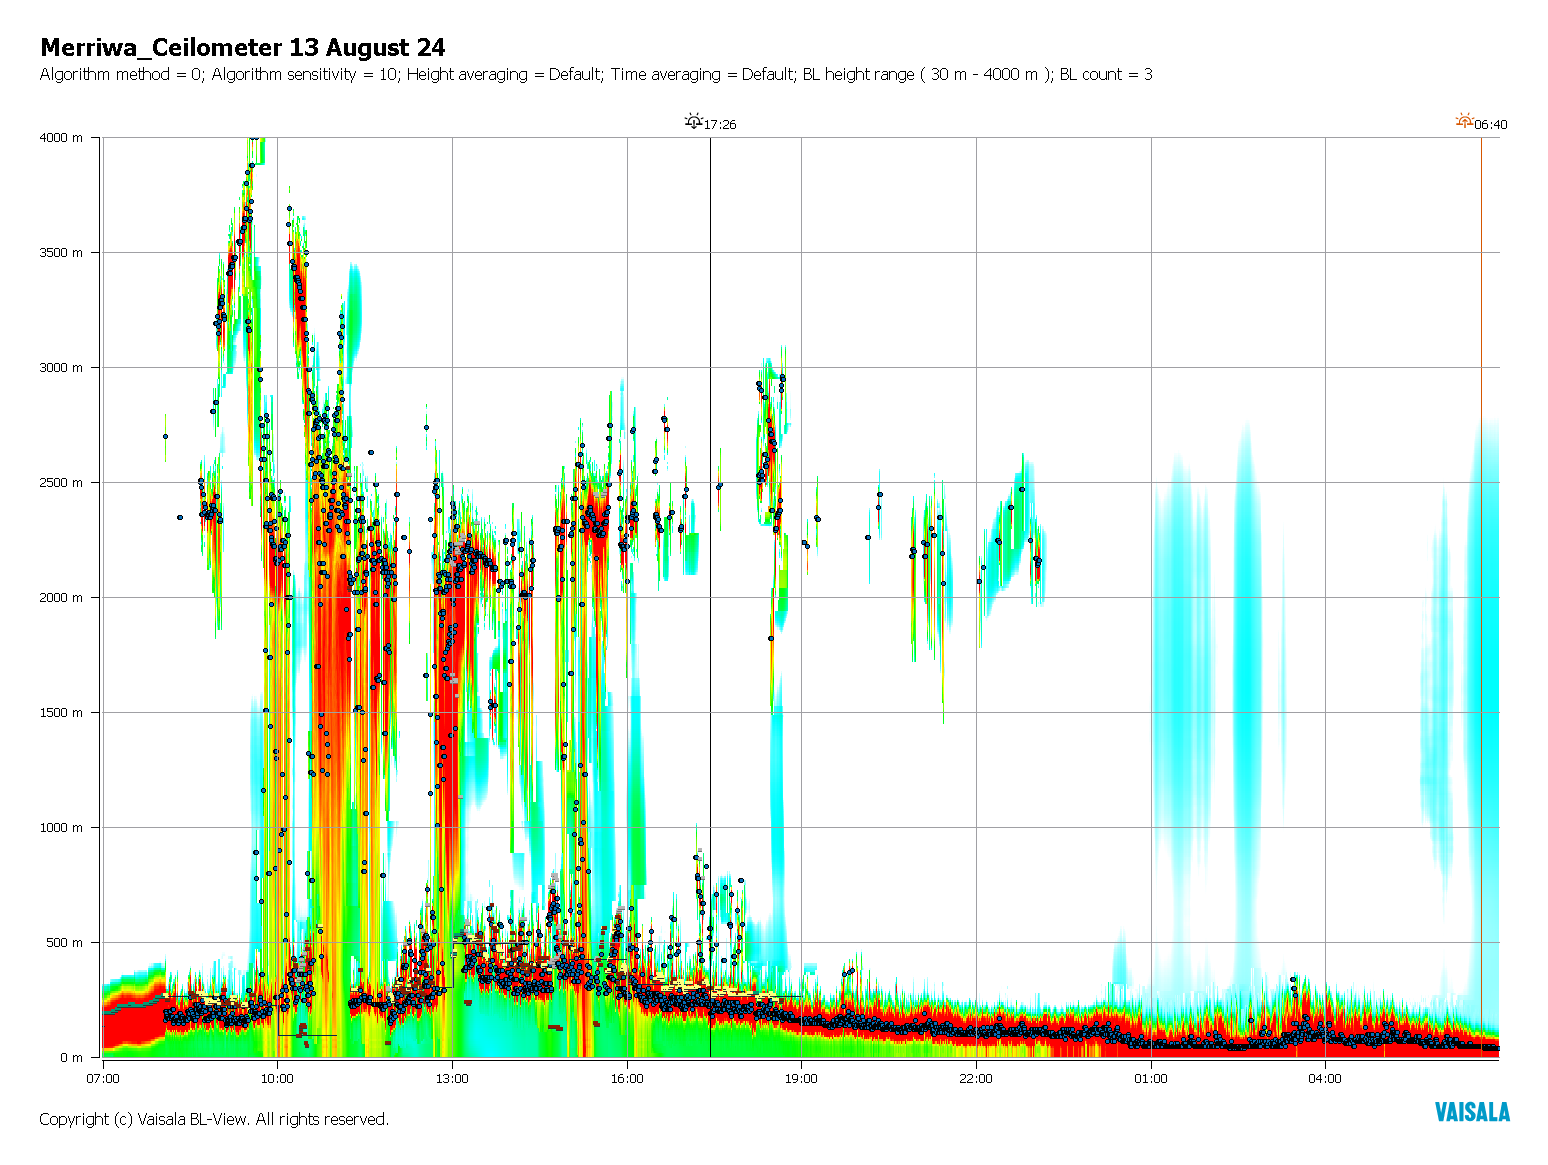 Merriwa_Ceilometer 13 August 24
Algorithm method = 0; Algorithm sensitivity = 10; Height averaging = Default; Time averaging = Default; BL height range ( 30 m - 4000 m ); BL count = 3
17:26
06:40
4000 m
3500 m
3000 m
2500 m
2000 m
1500 m
1000 m
500 m
0 m
07:00 10:00 13:00 16:00 19:00 22:00 01:00 04:00
Copyright (c) Vaisala BL-View. All rights reserved.
VAISALA